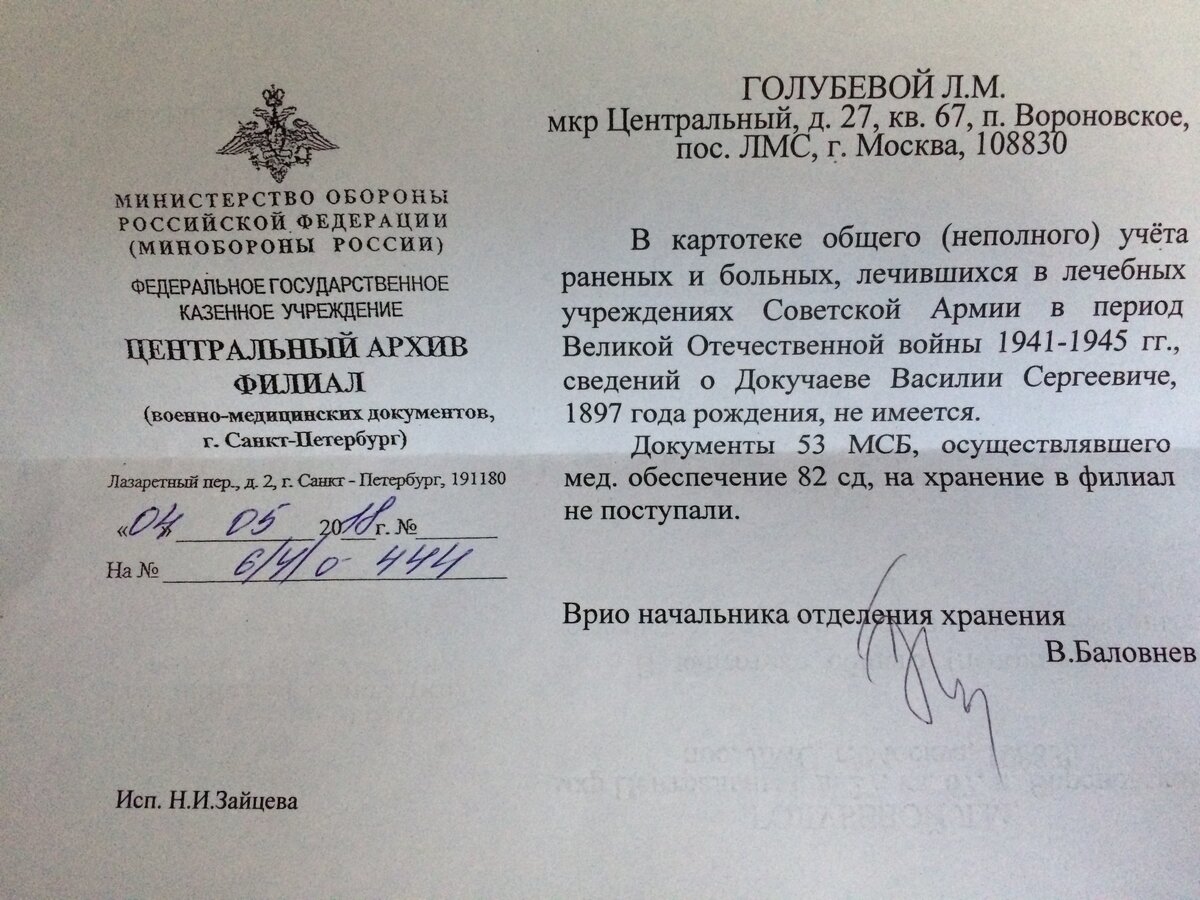 МИНИСТЕРСТВО ОБОРОНЫ
РОССИЙСКОЙ ФЕДЕРАЦИИ
(МИНОБОРОНЫ РОССИИ)
ФЕДЕРАЛЬНОЕ ГОСУДАРСТВЕННОЕ
КАЗЕННОЕ УЧРЕЖДЕНИЕ
ЦЕНТРАЛЬНЫЙ АРХИВ
ФИЛИАЛ
(военно-медицинских документов,
г. Санкт-Петербург)
Лазаретный пер., д. 2, г. Санкт - Петербург, 191180
«04» 05 2018 г. №
На № 6/4/0-444
ГОЛУБЕВОЙ Л.М.
мкр Центральный, д. 27, кв. 67, п. Вороновское,
пос. ЛМС, г. Москва, 108830
В картотеке общего (неполного) учёта
раненых и больных, лечившихся в лечебных
учреждениях Советской Армии в период
Великой Отечественной войны 1941-1945 гг.,
сведений о Докучаеве Василии Сергеевиче,
1897 года рождения, не имеется.
Документы 53 МСБ, осуществлявшего
мед. обеспечение 82 сд, на хранение в филиал
не поступали.
Врио начальника отделения хранения
В.Баловнев
Исп. Н.И.Зайцева